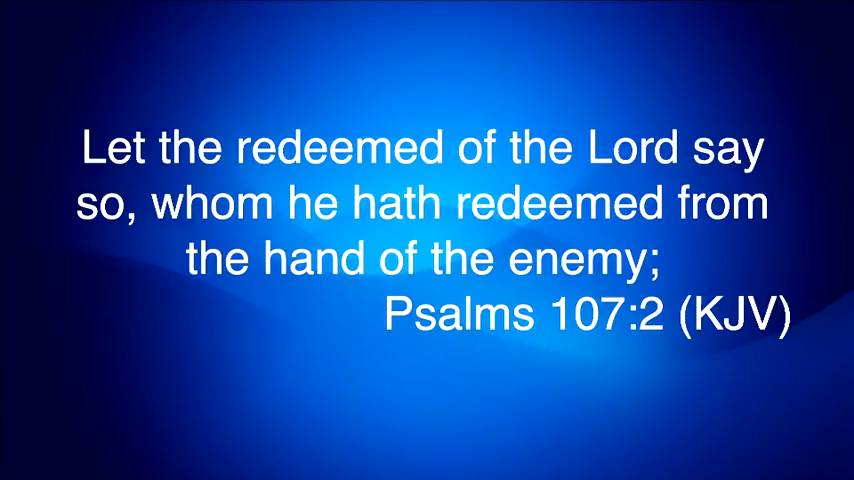 Let the redeemed of the Lord say
so, whom he hath redeemed from
the hand of the enemy;
Psalms 107:2 (KJV)